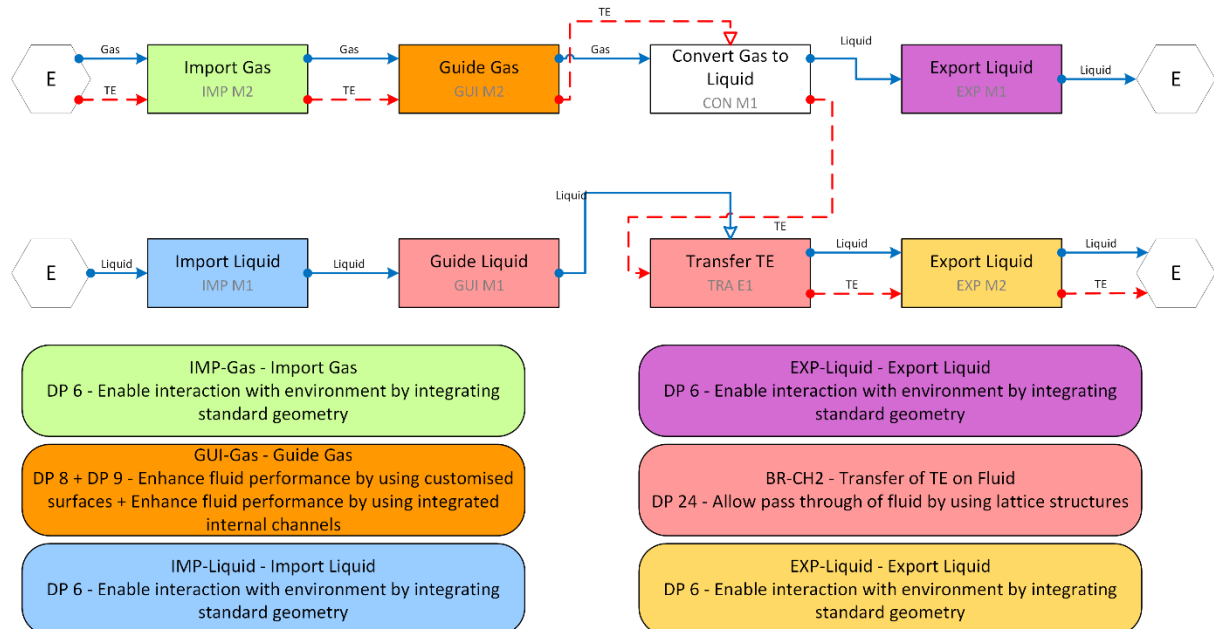 TE
Gas
Gas
Gas
Liquid
E
Import Gas
IMP M2
Guide Gas
GUI M2
Convert Gas to
Liquid
CON M1
Export Liquid
EXP M1
Liquid
E
TE
TE
Liquid
TE
E
Liquid
Import Liquid
IMP M1
Liquid
Guide Liquid
GUI M1
Transfer TE
TRA E1
Liquid
TE
Export Liquid
EXP M2
Liquid
TE
E
IMP-Gas - Import Gas
DP 6 - Enable interaction with environment by integrating
standard geometry
EXP-Liquid - Export Liquid
DP 6 - Enable interaction with environment by integrating
standard geometry
GUI-Gas - Guide Gas
DP 8 + DP 9 - Enhance fluid performance by using customised
surfaces + Enhance fluid performance by using integrated
internal channels
BR-CH2 - Transfer of TE on Fluid
DP 24 - Allow pass through of fluid by using lattice structures
IMP-Liquid - Import Liquid
DP 6 - Enable interaction with environment by integrating
standard geometry
EXP-Liquid - Export Liquid
DP 6 - Enable interaction with environment by integrating
standard geometry